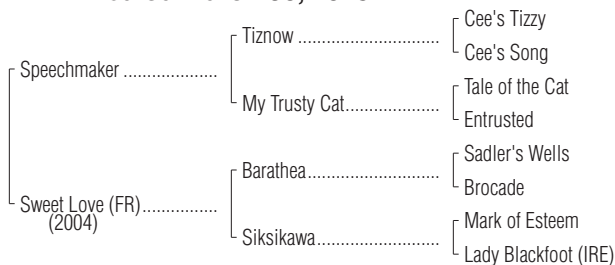 Cee's Tizzy
Tiznow
Cee's Song
Speechmaker
Tale of the Cat
My Trusty Cat
Entrusted
Sadler's Wells
Barathea
Brocade
Sweet Love (FR)
(2004)
Mark of Esteem
Siksikawa
Lady Blackfoot (IRE)